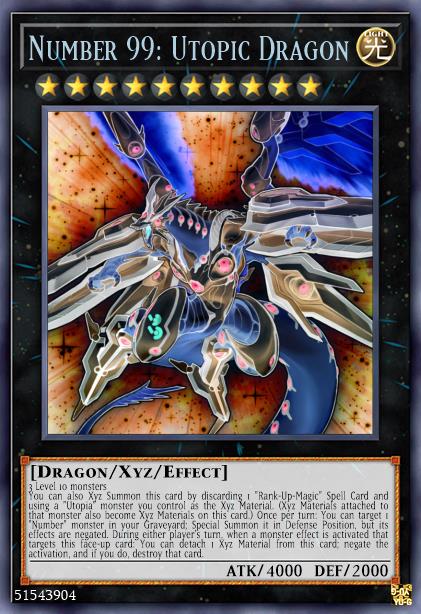 NUMBER 99: UTOPIC DRAGON
LIGHT
光
[DRAGON/XYZ/EFFECT]
3 Level 10 monsters
You can also Xyz Summon this card by discarding 1 "Rank-Up-Magic" Spell Card and
using a "Utopia" monster you control as the Xyz Material. (Xyz Materials attached to
that monster also become Xyz Materials on this card.) Once per turn: You can target 1
"Number" monster in your Graveyard; Special Summon it in Defense Position, but its
effects are negated. During either player's turn, when a monster effect is activated that
targets this face-up card: You can detach 1 Xyz Material from this card; negate the
activation, and if you do, destroy that card.
ATK/4000 DEF/2000
51543904